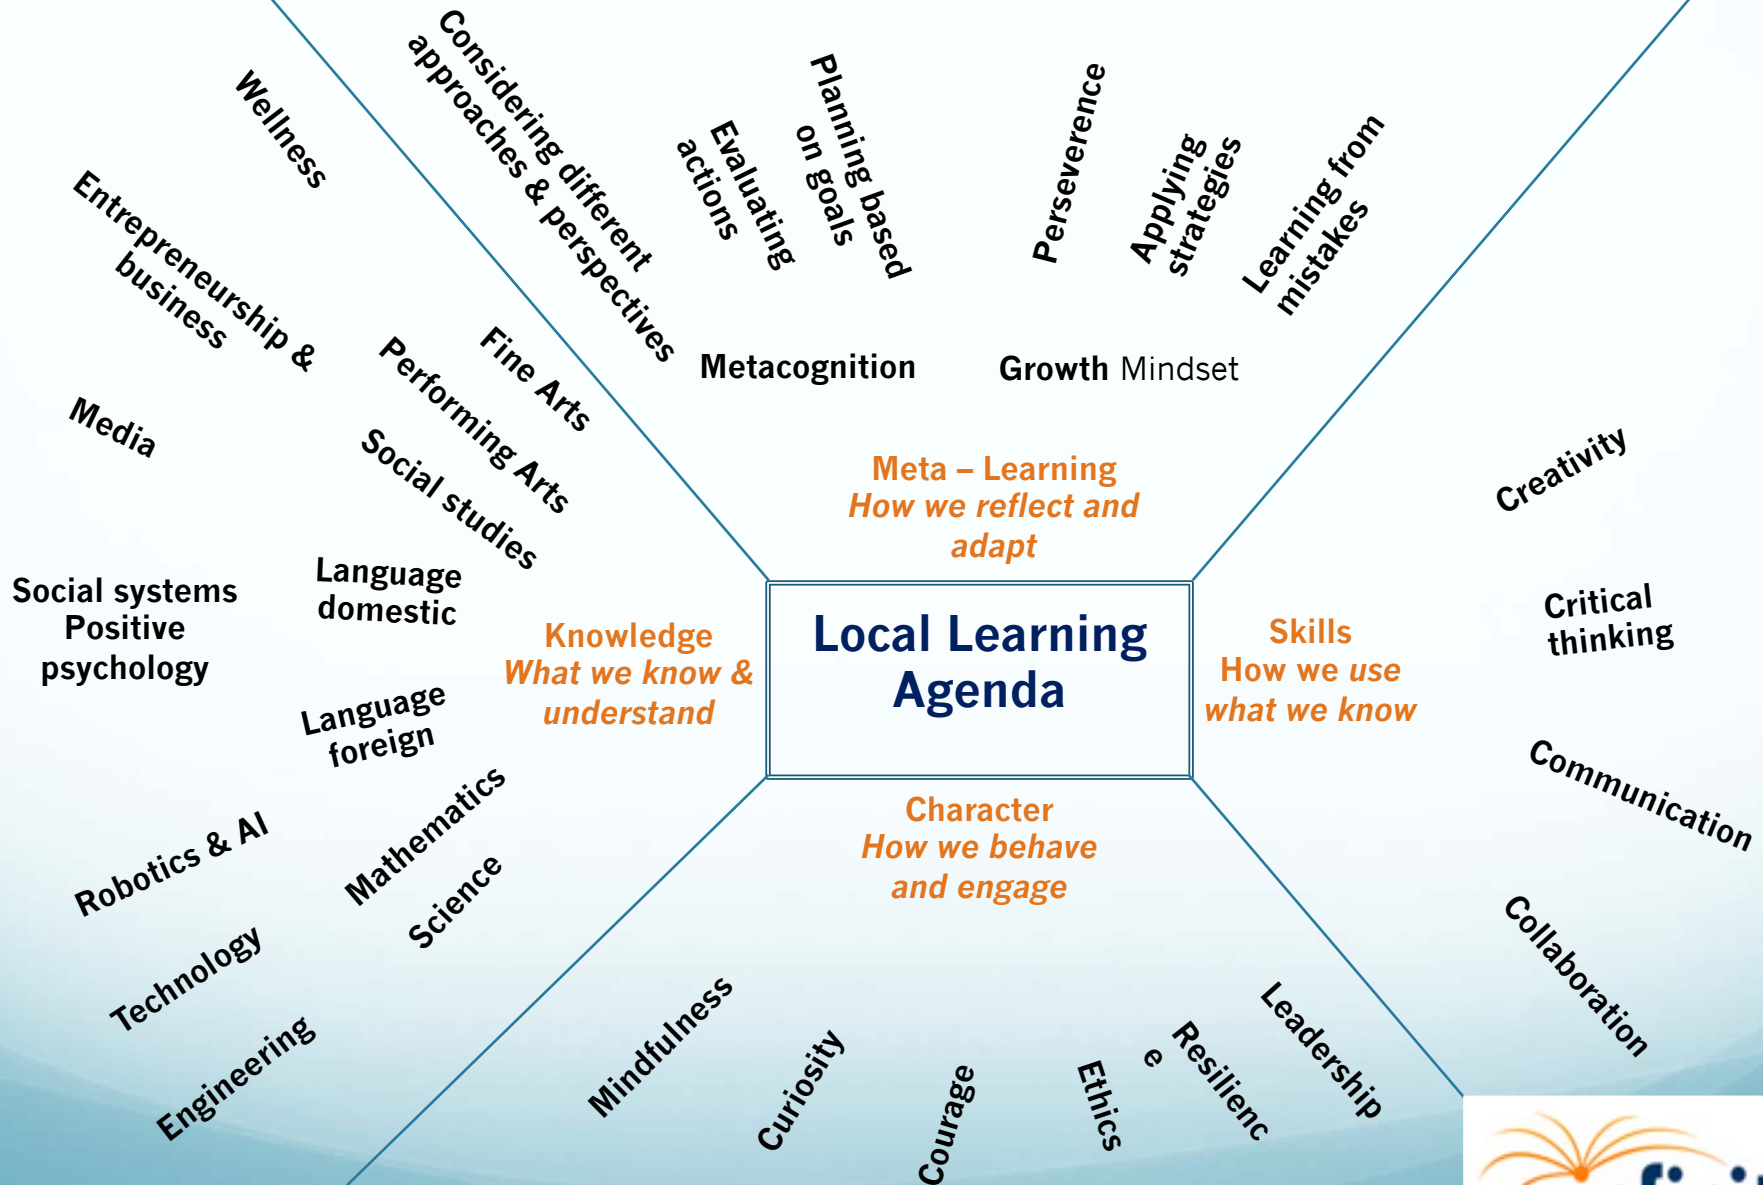 Considering different
approaches & perspectives
Evaluating
actions
Planning based
on goals
Perseverence
Applying
strategies
Learning from
mistakes
Metacognition
Growth Mindset
Meta – Learning
How we reflect and
adapt
Wellness
Entrepreneurship &
business
Media
Social systems
Positive
psychology
Robotics & AI
Technology
Engineering
Fine Arts
Performing Arts
Social studies
Language
domestic
Language
foreign
Mathematics
Science
Knowledge
What we know &
understand
Local Learning
Agenda
Skills
How we use
what we know
Creativity
Critical
thinking
Communication
Collaboration
Character
How we behave
and engage
Mindfulness
Curiosity
Courage
Ethics
Resilienc
e
Leadership